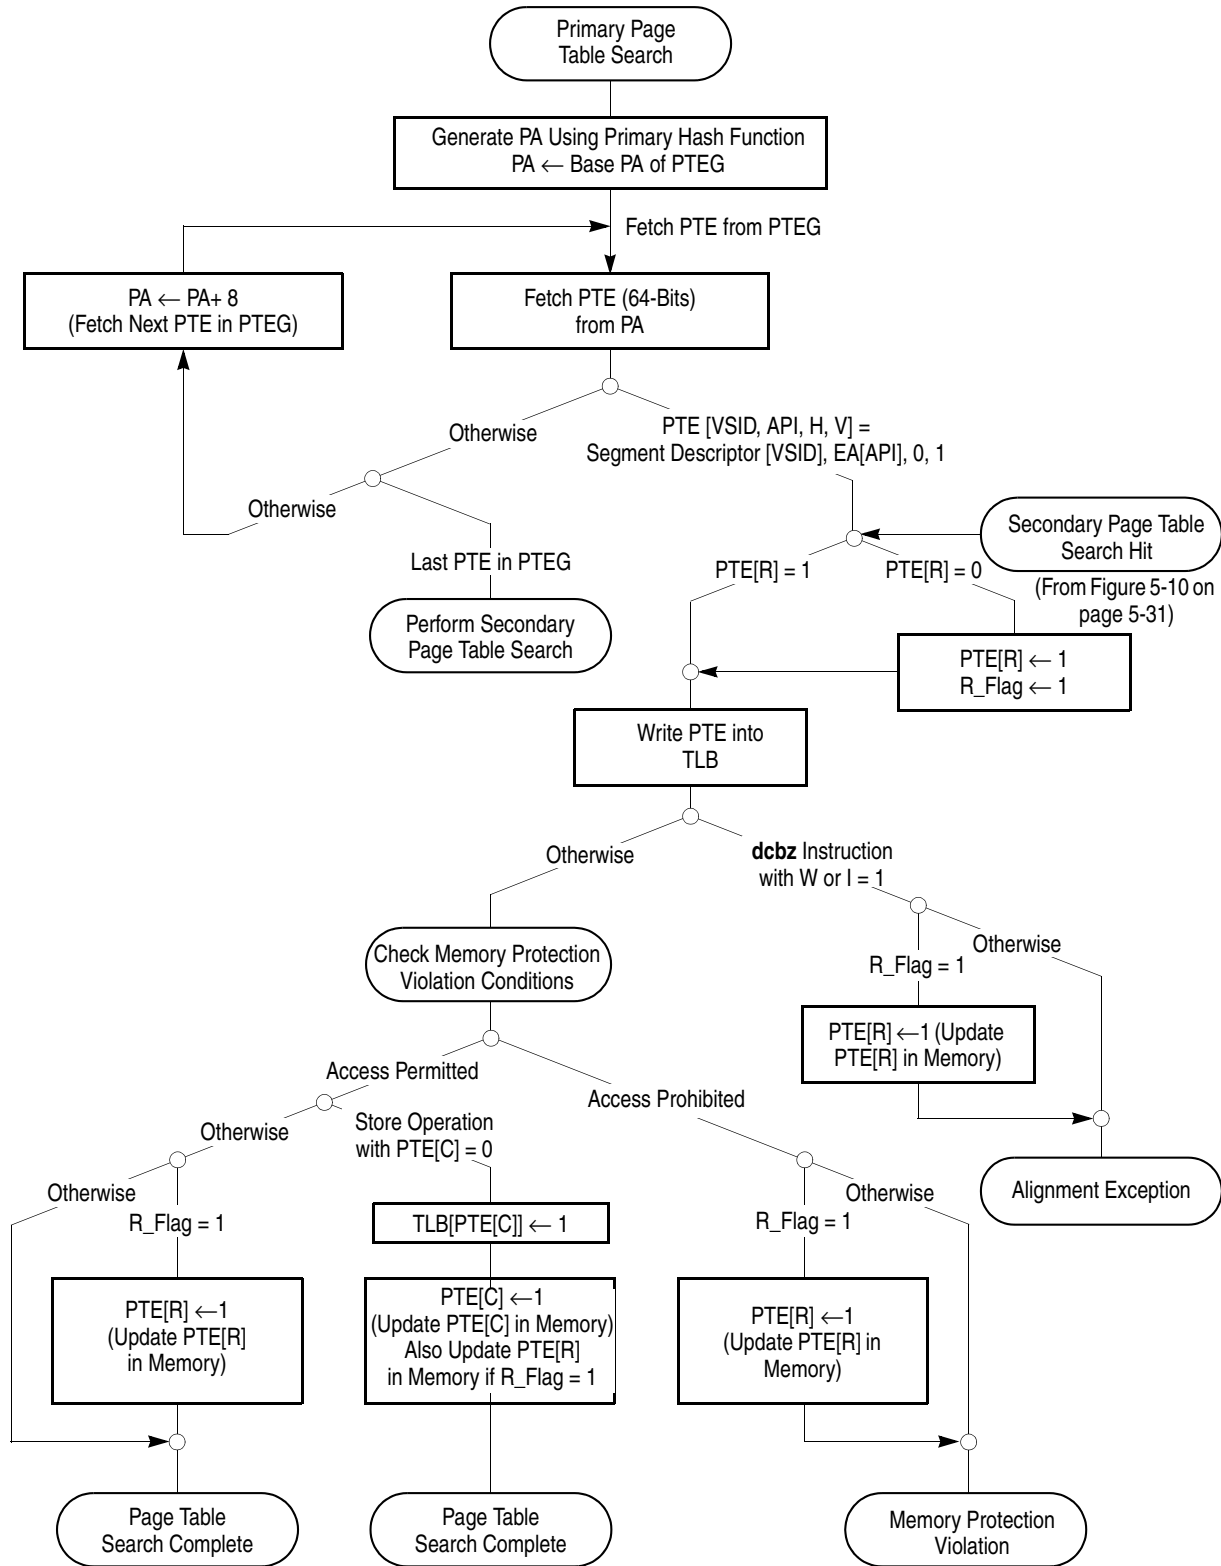 Primary Page
Table Search
Generate PA Using Primary Hash Function
PA ← Base PA of PTEG
Fetch PTE from PTEG
PA ← PA+ 8
(Fetch Next PTE in PTEG)
Fetch PTE (64-Bits)
from PA
Otherwise
PTE [VSID, API, H, V] =
Segment Descriptor [VSID], EA[API], 0, 1
Otherwise
Last PTE in PTEG
Perform Secondary
Page Table Search
Secondary Page Table
Search Hit
(From Figure 5-10 on
page 5-31)
PTE[R] = 1
PTE[R] = 0
PTE[R] ← 1
R_Flag ← 1
Write PTE into
TLB
Otherwise
dcbz Instruction
with W or I = 1
Check Memory Protection
Violation Conditions
R_Flag = 1
Otherwise
PTE[R] ←1 (Update
PTE[R] in Memory)
Alignment Exception
Access Permitted
Access Prohibited
Otherwise
Store Operation
with PTE[C] = 0
Otherwise
R_Flag = 1
TLB[PTE[C]] ← 1
R_Flag = 1
Otherwise
PTE[R] ←1
(Update PTE[R]
in Memory)
PTE[C] ←1
(Update PTE[C] in Memory)
Also Update PTE[R]
in Memory if R_Flag = 1
PTE[R] ←1
(Update PTE[R] in
Memory)
Page Table
Search Complete
Page Table
Search Complete
Memory Protection
Violation